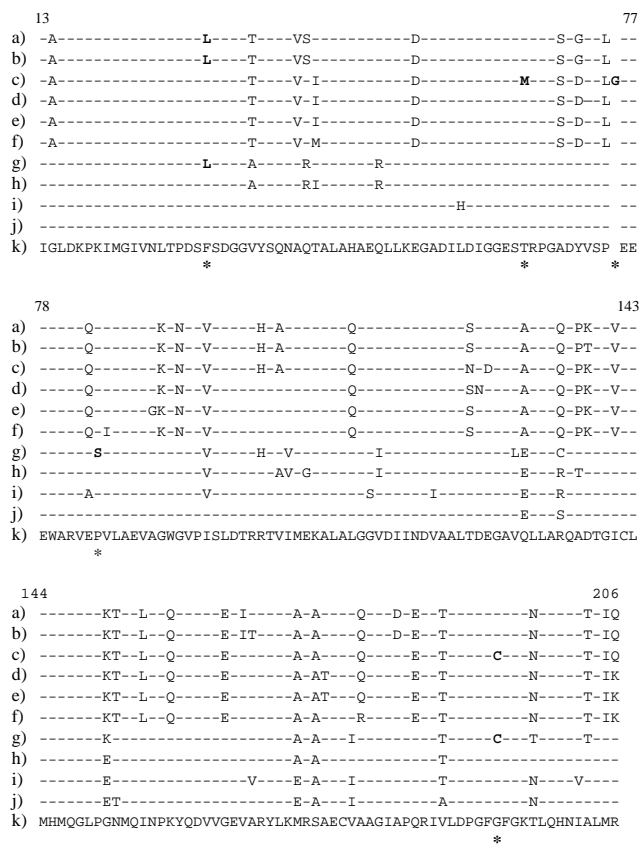 13 77
a) -A----------------L----T----VS-----------D---------------S-G--L --
b) -A----------------L----T----VS-----------D---------------S-G--L --
c) -A---------------------T----V-I----------D-----------M---S-D--LG--
d) -A---------------------T----V-I----------D---------------S-D--L --
e) -A---------------------T----V-I----------D---------------S-D--L --
f) -A---------------------T----V-M----------D---------------S-D--L --
g) ------------------L----A-----R-------Q------------------------- --
h) -----------------------A-----RI------Q------------------------- --
i) ----------------------------------------------H---------------- --
j) --------------------------------------------------------------- --
k) IGLDKPKIMGIVNLTPDSFSDGGVYSQNAQTALAHAEQLLKEGADILDIGGESTRPGADYVSP EE
* * *
78 143
a) -----Q-------K-N--V-----H-A-------Q------------S-----A---Q-PK--V--
b) -----Q-------K-N--V-----H-A-------Q------------S-----A---Q-PT--V--
c) -----Q-------K-N--V-----H-A-------Q------------N-D---A---Q-PK--V--
d) -----Q-------K-N--V---------------Q------------SN----A---Q-PK--V--
e) -----Q------GK-N--V----------------------------S-----A---Q-PK--V--
f) -----Q-I-----K-N--V---------------Q------------S-----A---Q-PK--V--
g) ------S-----------V-----H--V---------I--------------LE---C--------
h) ------------------V-------AV-G-------I---------------E---R-T------
i) -----A------------V-----------------S------I---------E---R--------
j) -----------------------------------------------------E---S--------
k) EWARVEPVLAEVAGWGVPISLDTRRTVIMEKALALGGVDIINDVAALTDEGAVQLLARQADTGICL
*
144 206
a) -------KT--L--Q-----E-I-----A-A----Q---D-E--T---------N-----T-IQ
b) -------KT--L--Q-----E-IT----A-A----Q---D-E--T---------N-----T-IQ
c) -------KT--L--Q-----E-------A-A----Q-----E--T-----C---N-----T-IQ
d) -------KT--L--Q-----E-------A-AT---Q-----E--T---------N-----T-IK
e) -------KT--L--Q-----E-------A-AT---Q-----E--T---------N-----T-IK
f) -------KT--L--Q-----E-------A-A----R-----E--T---------N-----T-IK
g) -------K--------------------A-A---I---------T-----C---T-----T---
h) -------E--------------------A-A-------------T-------------------
i) -------E---------------V----E-A---I---------T---------N----V----
j) -------ET-------------------E-A---I---------A-------------------
k) MHMQGLPGNMQINPKYQDVVGEVARYLKMRSAECVAAGIAPQRIVLDPGFGFGKTLQHNIALMR
*